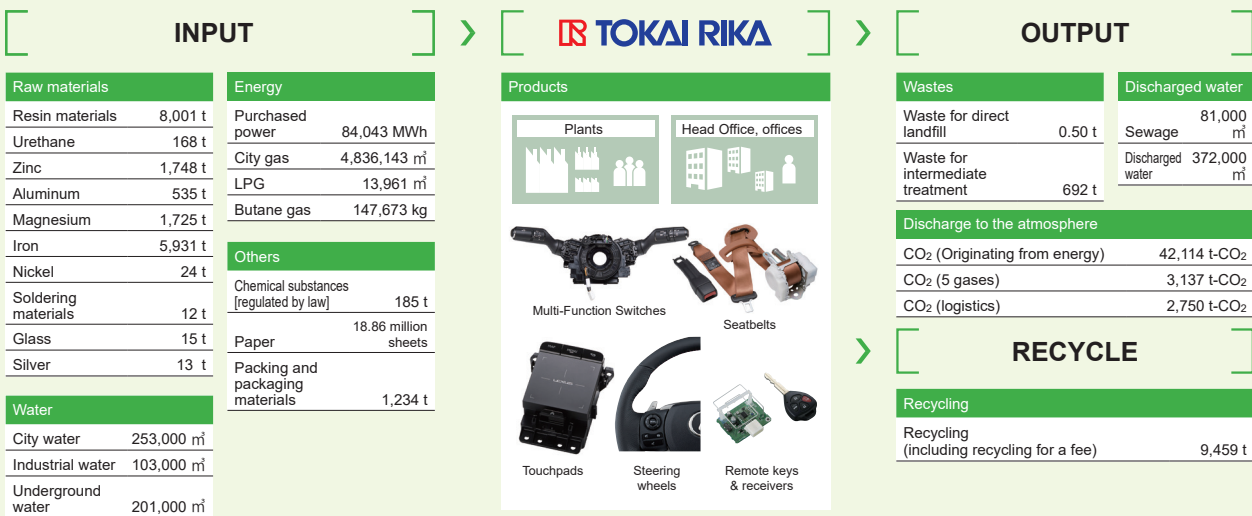 INPUT
Raw materials
Resin materials 8,001 t
Urethane 168 t
Zinc 1,748 t
Aluminum 535 t
Magnesium 1,725 t
Iron 5,931 t
Nickel 24 t
Soldering
materials 12 t
Glass 15 t
Silver 13 t
Water
City water 253,000 ㎥
Industrial water 103,000 ㎥
Underground
water 201,000 ㎥
Energy
Purchased
power 84,043 MWh
City gas 4,836,143 ㎥
LPG 13,961 ㎥
Butane gas 147,673 kg
Others
Chemical substances
[regulated by law] 185 t
18.86 million
Paper sheets
Packing and
packaging
materials 1,234 t
TOKAI RIKA
Products
Plants
Head Office, offices
Multi-Function Switches
Seatbelts
Touchpads
Steering
wheels
Remote keys
& receivers
OUTPUT
Wastes
Waste for direct
landfill 0.50 t
Waste for
intermediate
treatment 692 t
Discharged water
81,000
Sewage ㎥
Discharged 372,000
water ㎥
Discharge to the atmosphere
CO₂ (Originating from energy) 42,114 t-CO₂
CO₂ (5 gases) 3,137 t-CO₂
CO₂ (logistics) 2,750 t-CO₂
RECYCLE
Recycling
Recycling
(including recycling for a fee) 9,459 t